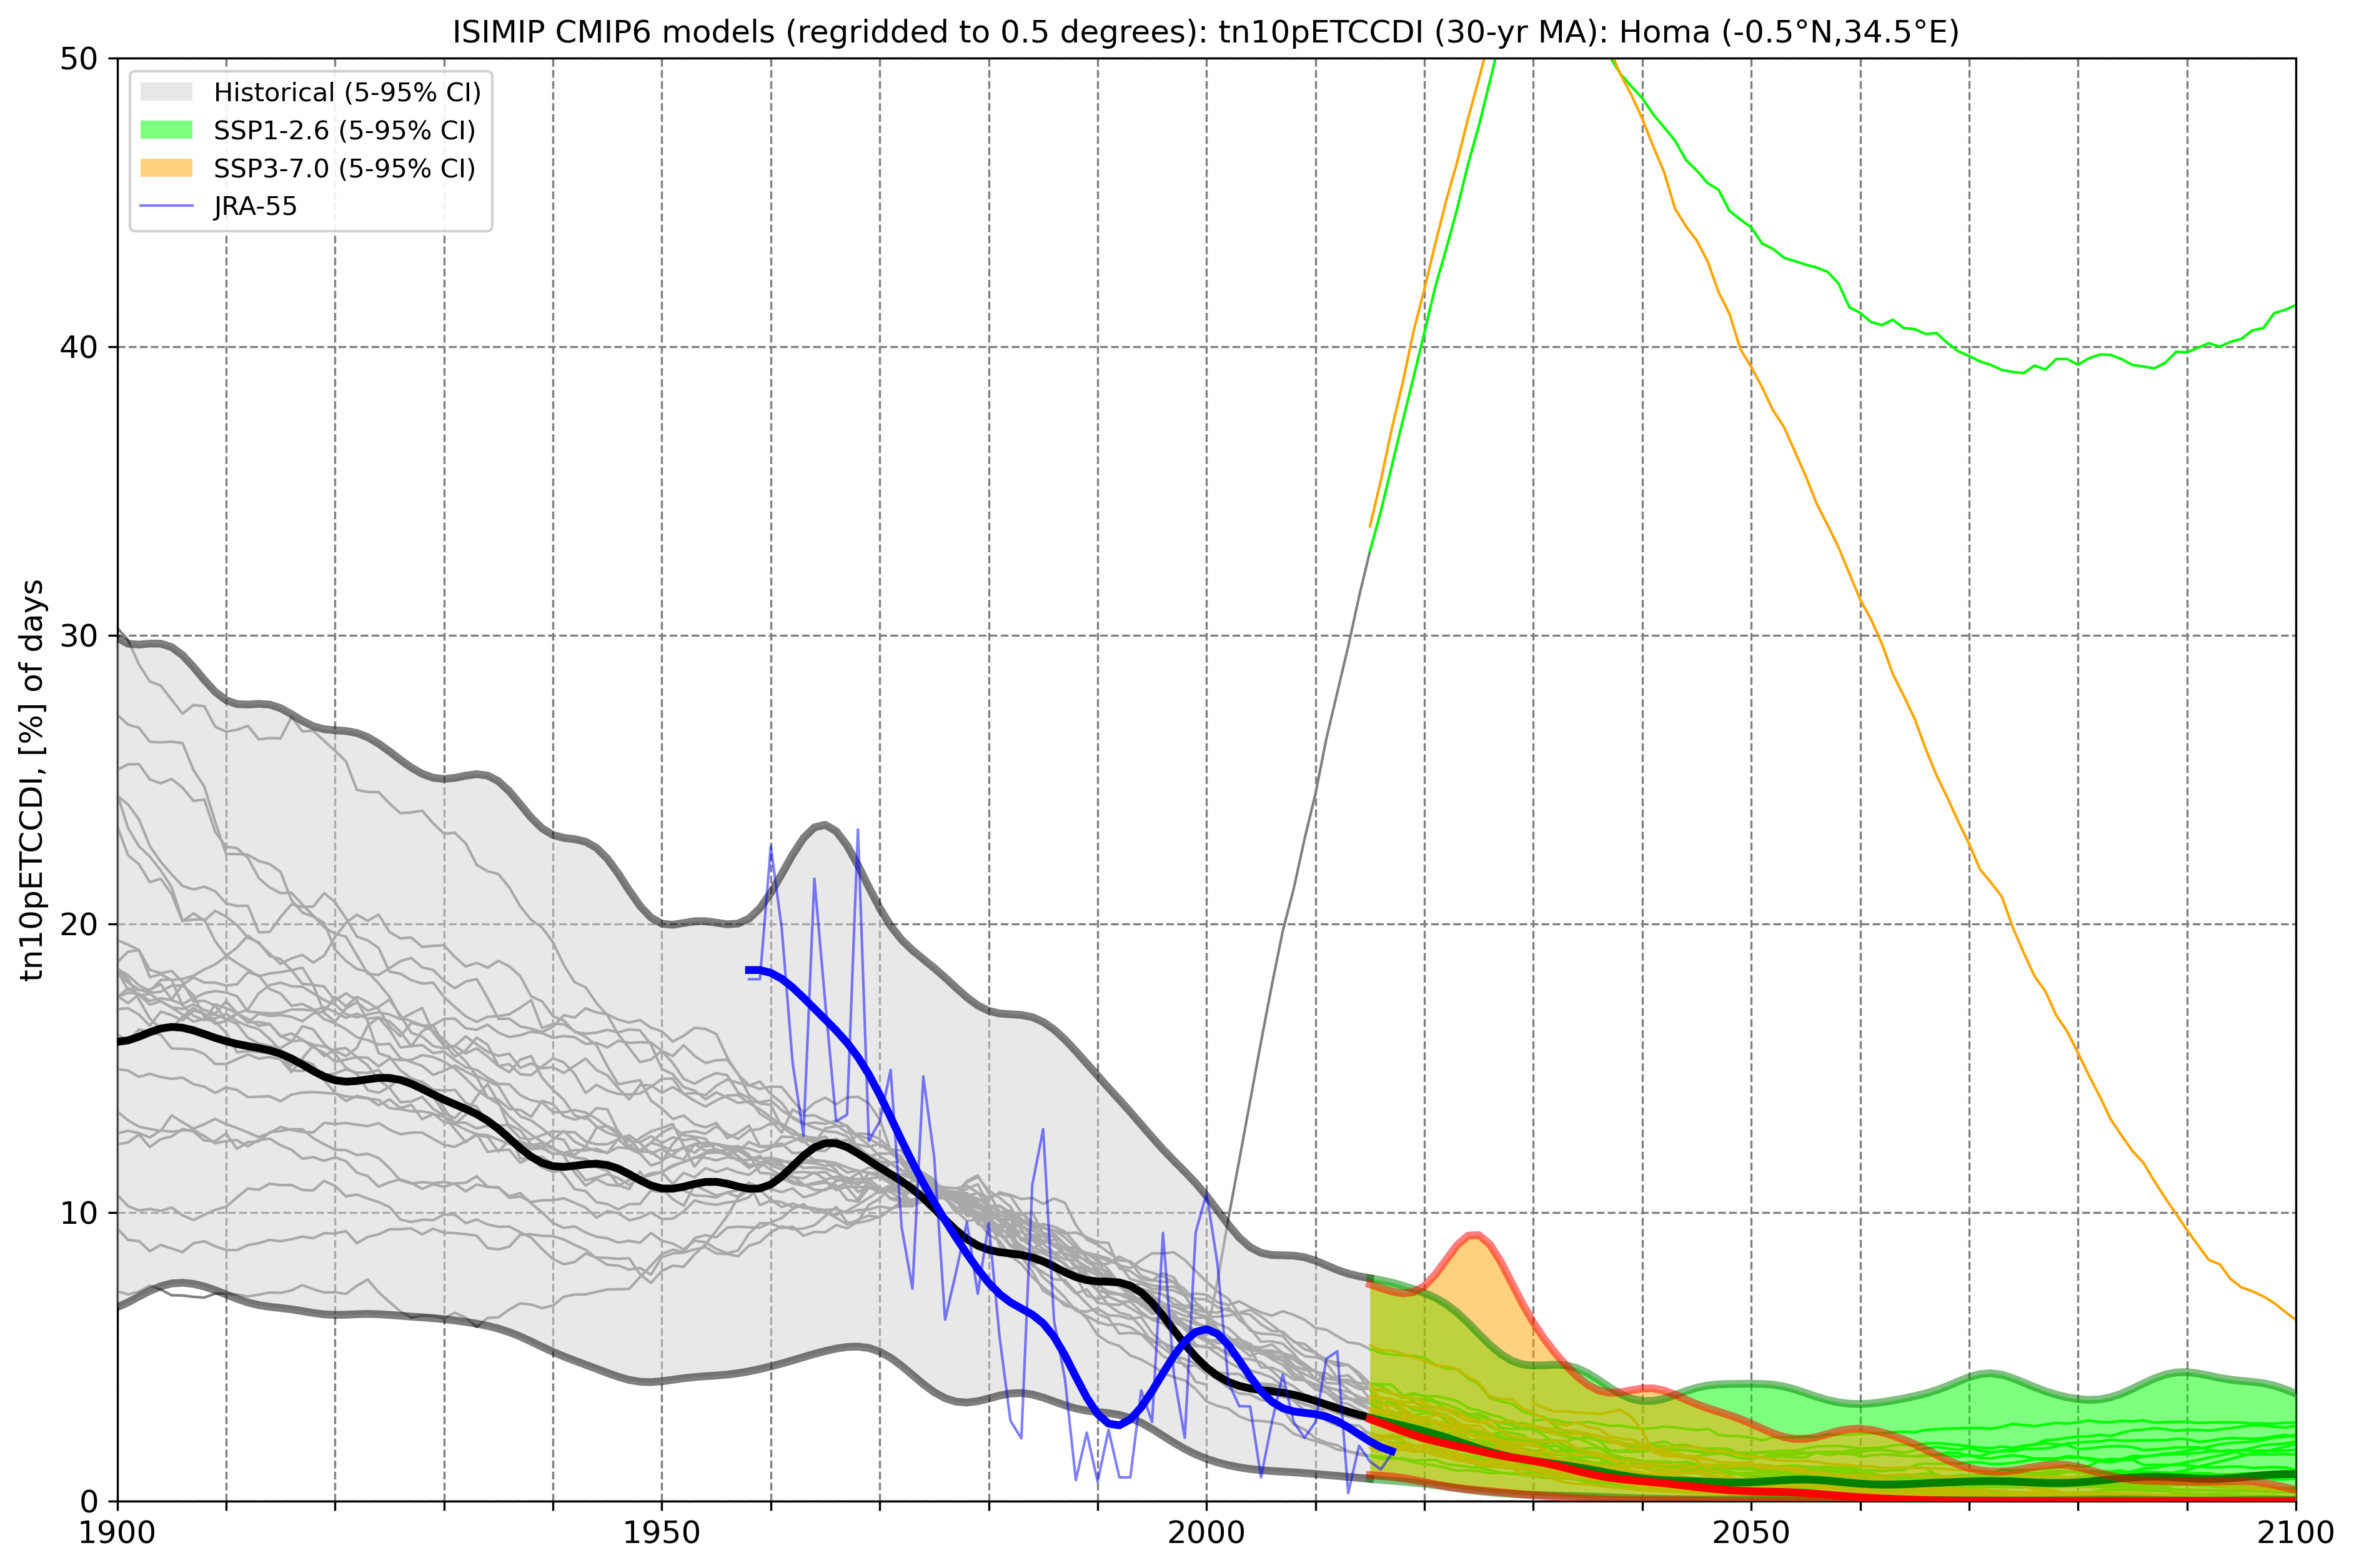 ISIMIP CMIP6 models (regridded to 0.5 degrees): tn10pETCCDI (30-yr MA): Homa (-0.5°N,34.5°E)
50
Historical (5-95% CI)
SSP1-2.6 (5-95% CI)
SSP3-7.0 (5-95% CI)
JRA-55
40
30
tn10pETCCDI, [%] of days
20
10
0
1900 1950 2000 2050 2100